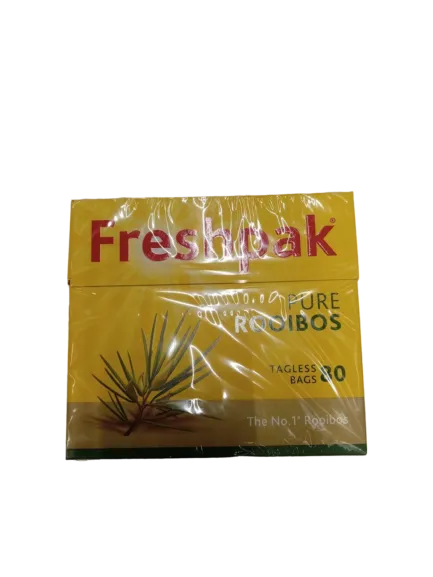 Freshpak®
PURE
ROOIBOS
TAGLESS
BAGS 80
The No.1* Rooibos